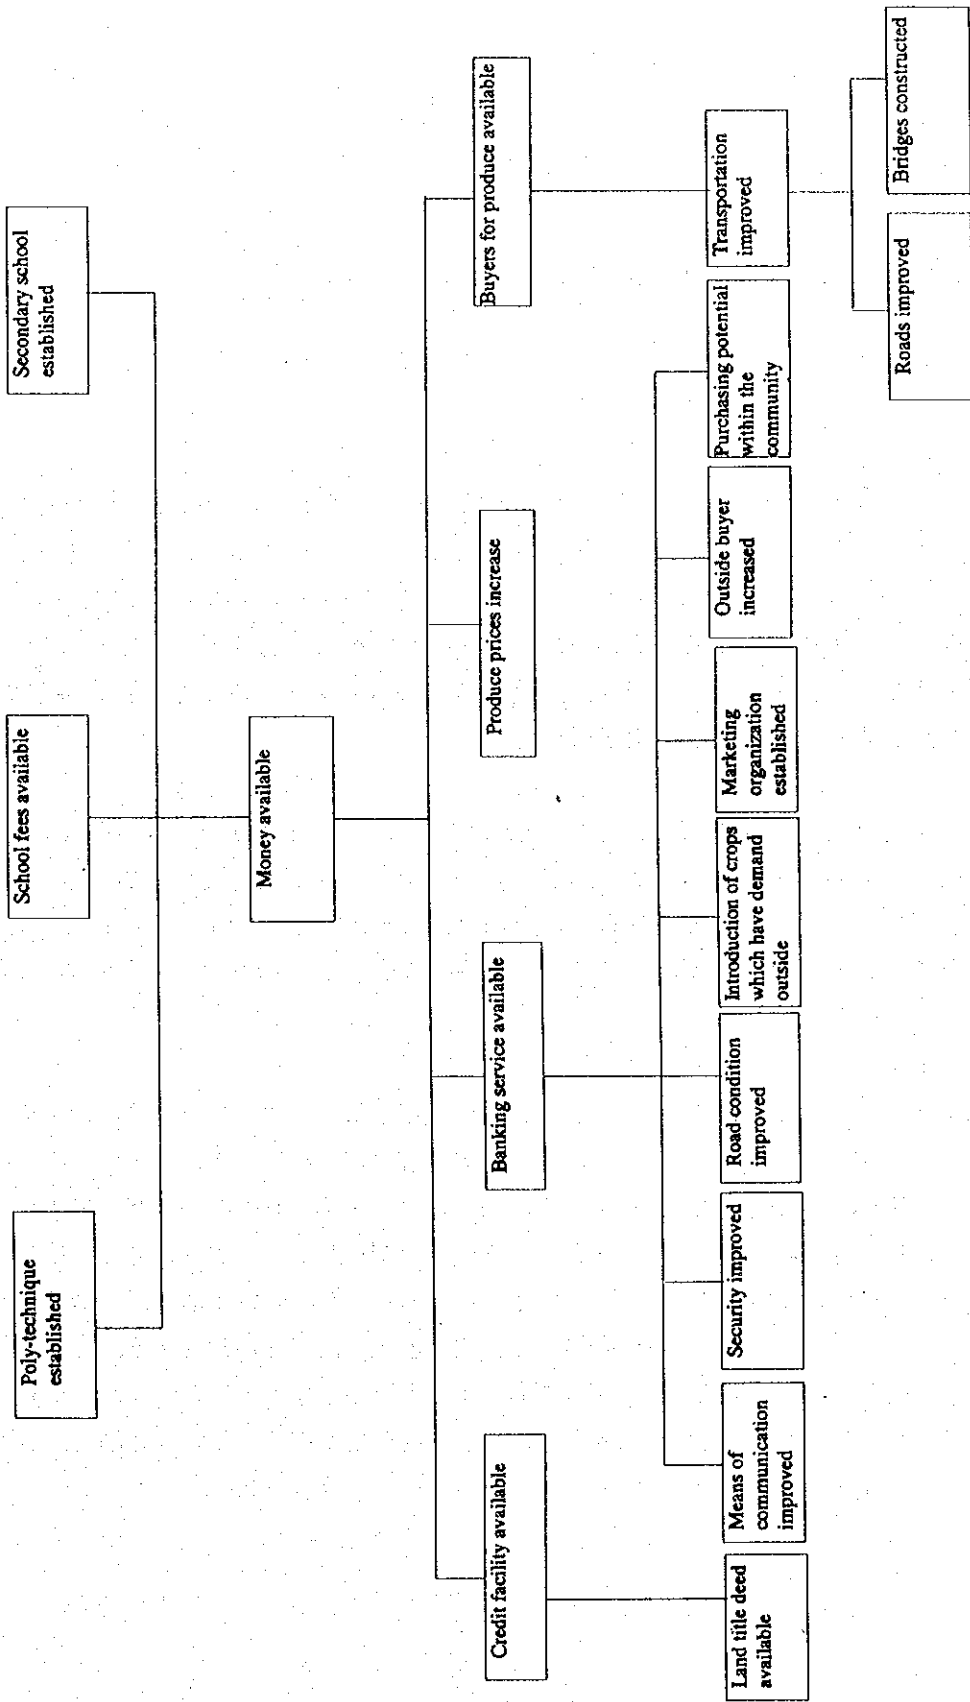 Poly-technique
established
School fees available
Secondary school
established
Money available
Credit facility available
Banking service available
Produce prices increase
Buyers for produce available
Land title deed
available
Means of
communication
improved
Security improved
Road condition
improved
Introduction of crops
which have demand
outside
Marketing
organization
established
Outside buyer
increased
Purchasing potential
within the
community
Transportation
improved
Roads improved
Bridges constructed